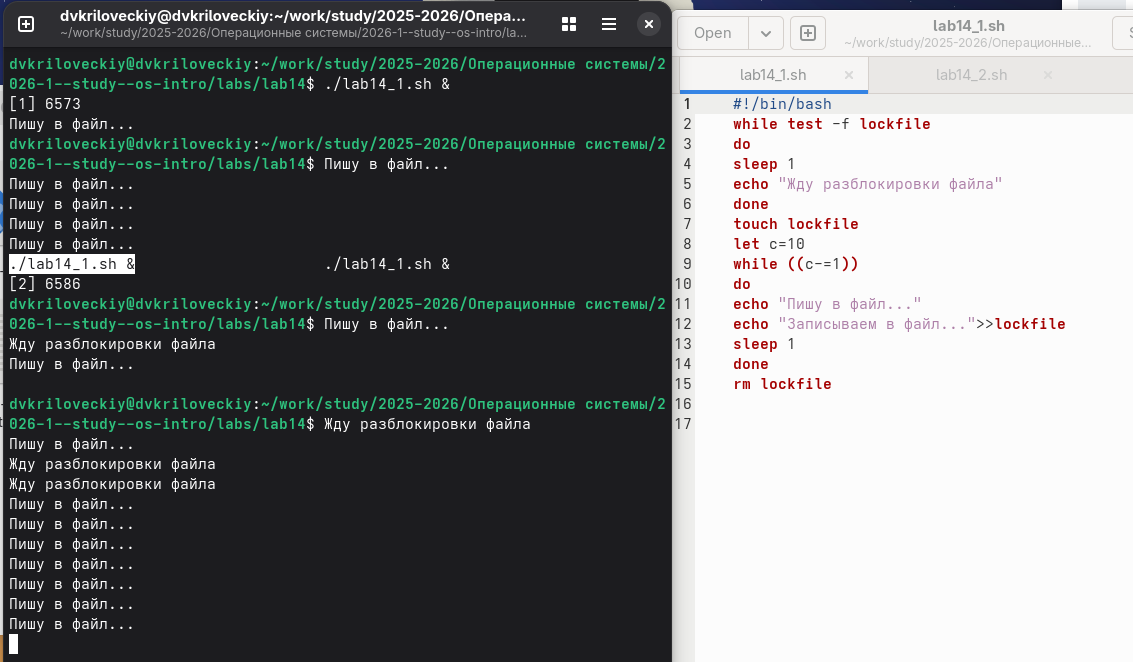 dvkriloveckiy@dvkriloveckiy:~/work/study/2025-2026/Опера...
~/work/study/2025-2026/Операционные системы/2026-1--study--os-intro/la...
dvkriloveckiy@dvkriloveckiy:~/work/study/2025-2026/Операционные системы/2
026-1--study--os-intro/labs/lab14$ ./lab14_1.sh &
[1] 6573
Пишу в файл...
dvkriloveckiy@dvkriloveckiy:~/work/study/2025-2026/Операционные системы/2
026-1--study--os-intro/labs/lab14$ Пишу в файл...
Пишу в файл...
Пишу в файл...
Пишу в файл...
Пишу в файл...
./lab14_1.sh & ./lab14_1.sh &
[2] 6586
dvkriloveckiy@dvkriloveckiy:~/work/study/2025-2026/Операционные системы/2
026-1--study--os-intro/labs/lab14$ Пишу в файл...
Жду разблокировки файла
Пишу в файл...
dvkriloveckiy@dvkriloveckiy:~/work/study/2025-2026/Операционные системы/2
026-1--study--os-intro/labs/lab14$ Жду разблокировки файла
Пишу в файл...
Жду разблокировки файла
Жду разблокировки файла
Пишу в файл...
Пишу в файл...
Пишу в файл...
Пишу в файл...
Пишу в файл...
Пишу в файл...
Пишу в файл...
Open
lab14_1.sh
~/work/study/2025-2026/Операционные...
lab14_1.sh
lab14_2.sh
1 #!/bin/bash
2 while test -f lockfile
3 do
4 sleep 1
5 echo "Жду разблокировки файла"
6 done
7 touch lockfile
8 let c=10
9 while ((c-=1))
10 do
11 echo "Пишу в файл..."
12 echo "Записываем в файл...">>lockfile
13 sleep 1
14 done
15 rm lockfile
16
17